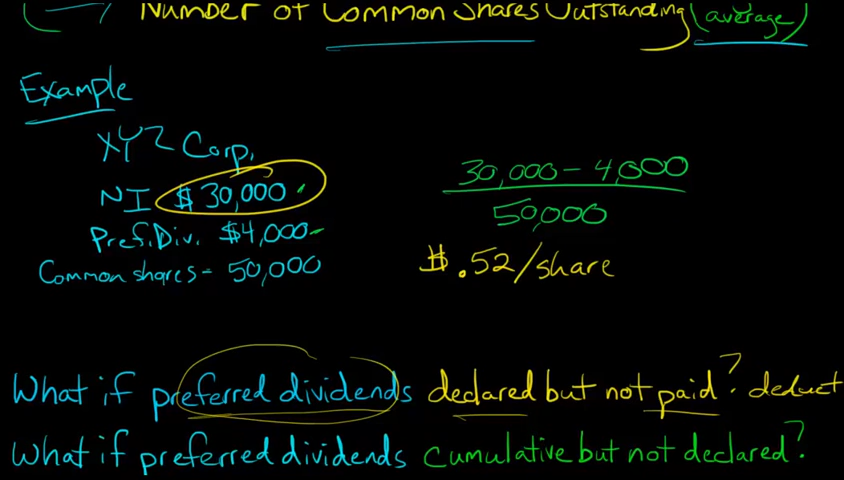 Number of Common Shares Outstanding (average)
Example
XYZ Corp.
NI $30,000
Pref. Div. $4,000
Common shares - 50,000
30,000 - 4,000
50,000
$.52/share
What if preferred dividends declared but not paid? deduct
What if preferred dividends cumulative but not declared?